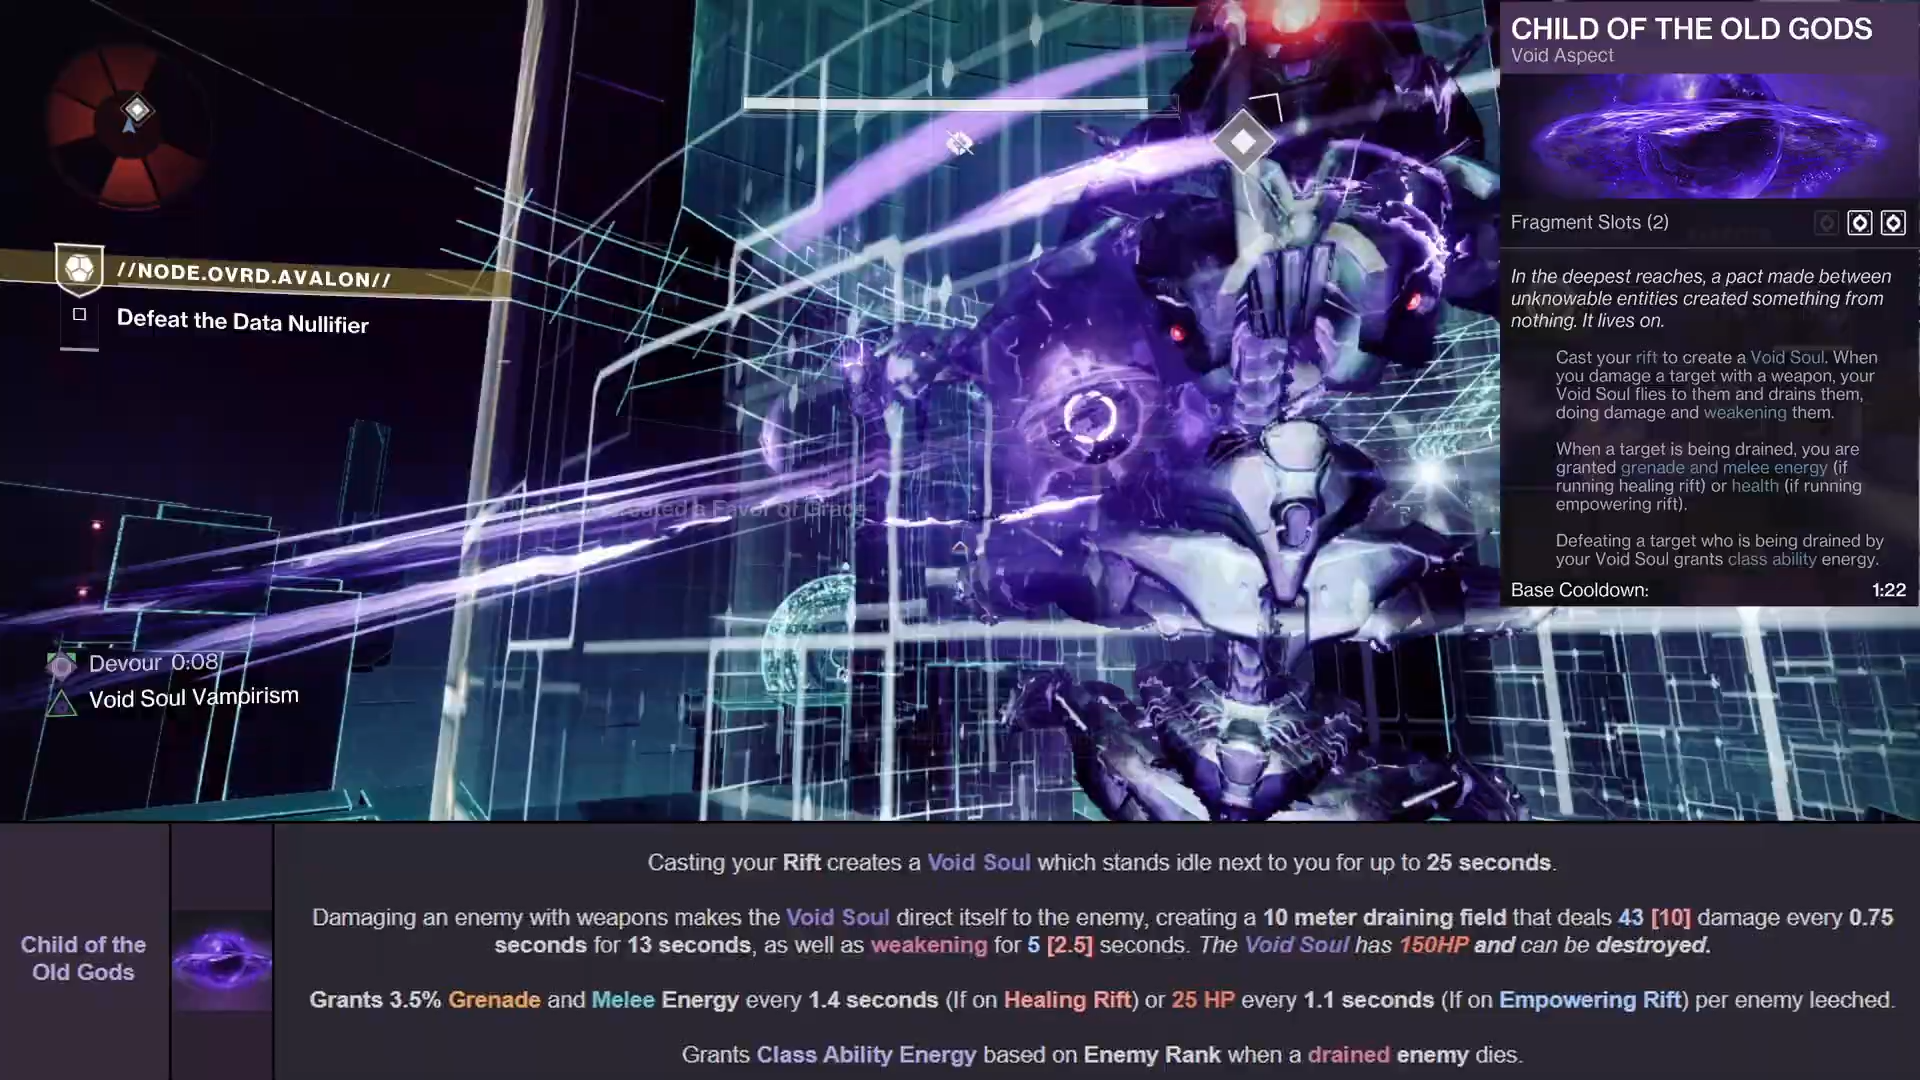 CHILD OF THE OLD GODS
Void Aspect
Fragment Slots (2)
In the deepest reaches, a pact made between
unknowable entities created something from
nothing. It lives on.
Cast your rift to create a Void Soul. When
you damage a target with a weapon, your
Void Soul flies to them and drains them,
doing damage and weakening them.
When a target is being drained, you are
granted grenade and melee energy (if
running healing rift) or health (if running
empowering rift).
Defeating a target who is being drained by
your Void Soul grants class ability energy.
Base Cooldown: 1:22
//NODE.OVRD.AVALON//
Defeat the Data Nullifier
created a Favor of Grace
Devour 0:08
Void Soul Vampirism
Child of the
Old Gods
Casting your Rift creates a Void Soul which stands idle next to you for up to 25 seconds.
Damaging an enemy with weapons makes the Void Soul direct itself to the enemy, creating a 10 meter draining field that deals 43 [10] damage every 0.75
seconds for 13 seconds, as well as weakening for 5 [2.5] seconds. The Void Soul has 150HP and can be destroyed.
Grants 3.5% Grenade and Melee Energy every 1.4 seconds (If on Healing Rift) or 25 HP every 1.1 seconds (If on Empowering Rift) per enemy leeched.
Grants Class Ability Energy based on Enemy Rank when a drained enemy dies.